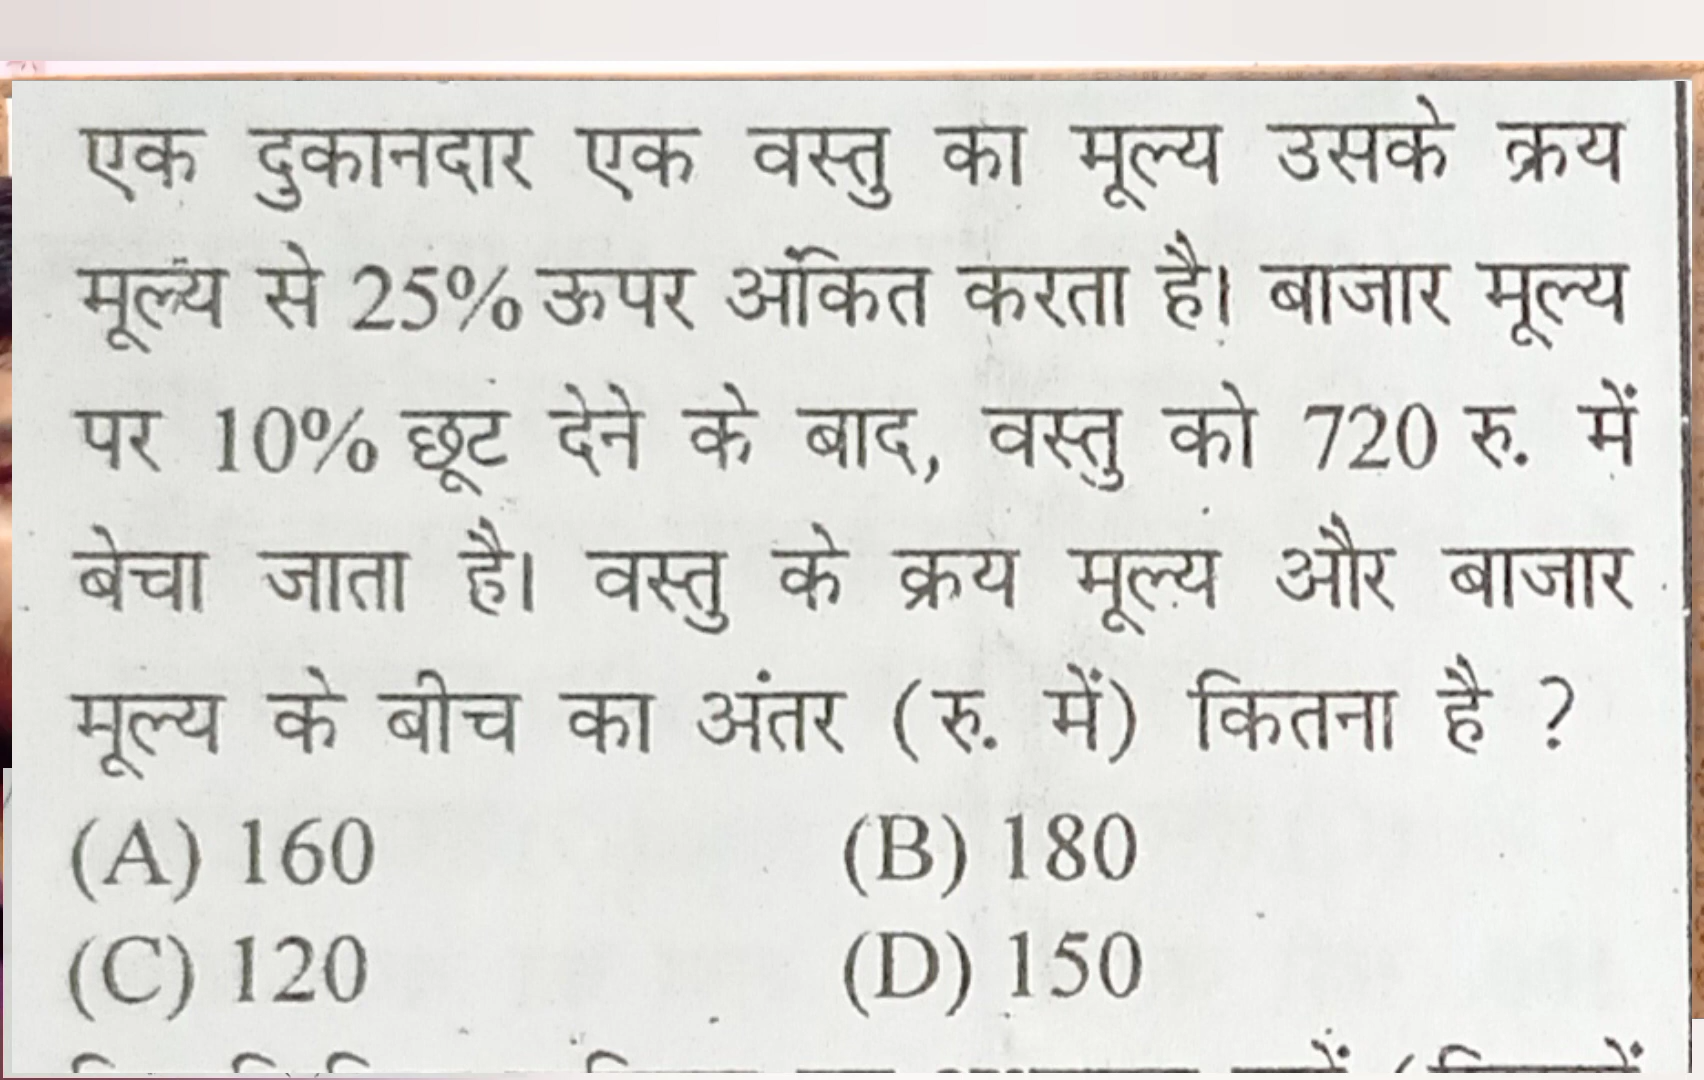 एक दुकानदार एक वस्तु का मूल्य उसके क्रय
मूल्य से 25% ऊपर अंकित करता है। बाजार मूल्य
पर 10% छूट देने के बाद, वस्तु को 720 रु. में
बेचा जाता है। वस्तु के क्रय मूल्य और बाजार
मूल्य के बीच का अंतर (रु. में) कितना है ?
(A) 160 (B) 180
(C) 120 (D) 150